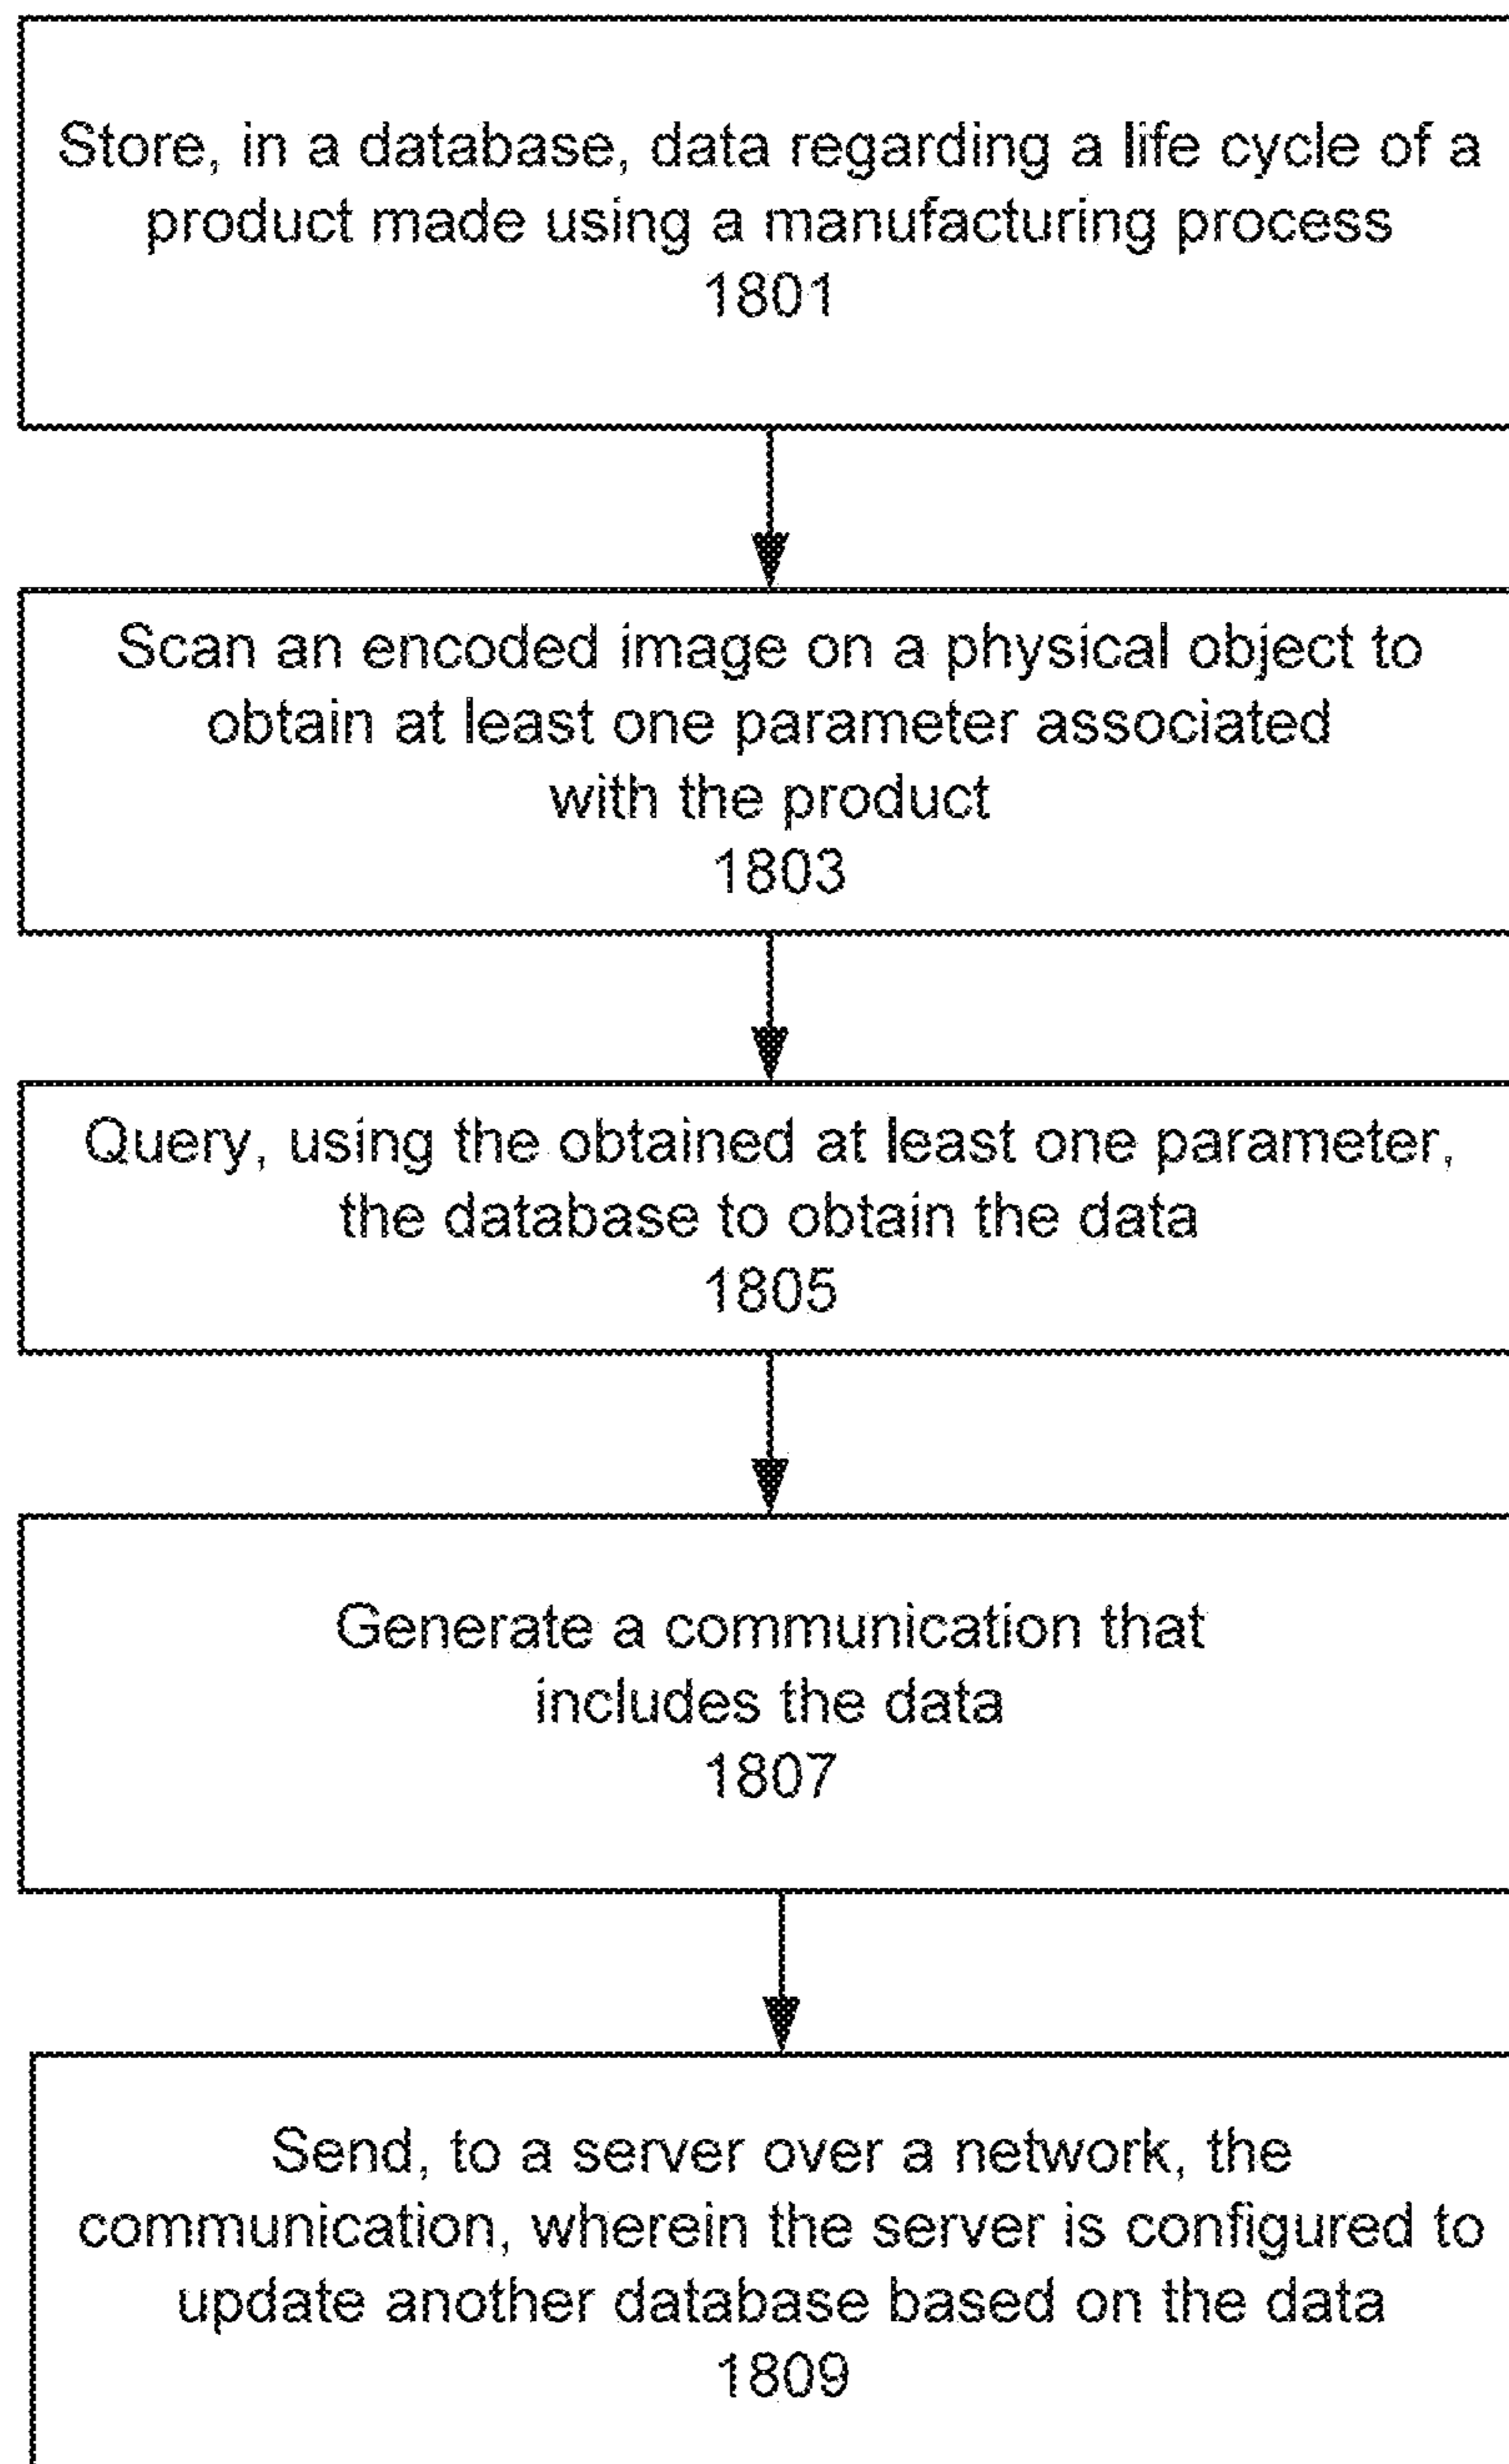 Store, in a database, data regarding a life cycle of a
product made using a manufacturing process
1801
Scan an encoded image on a physical object to
obtain at least one parameter associated
with the product
1803
Query, using the obtained at least one parameter,
the database to obtain the data
1805
Generate a communication that
includes the data
1807
Send, to a server over a network, the
communication, wherein the server is configured to
update another database based on the data
1809